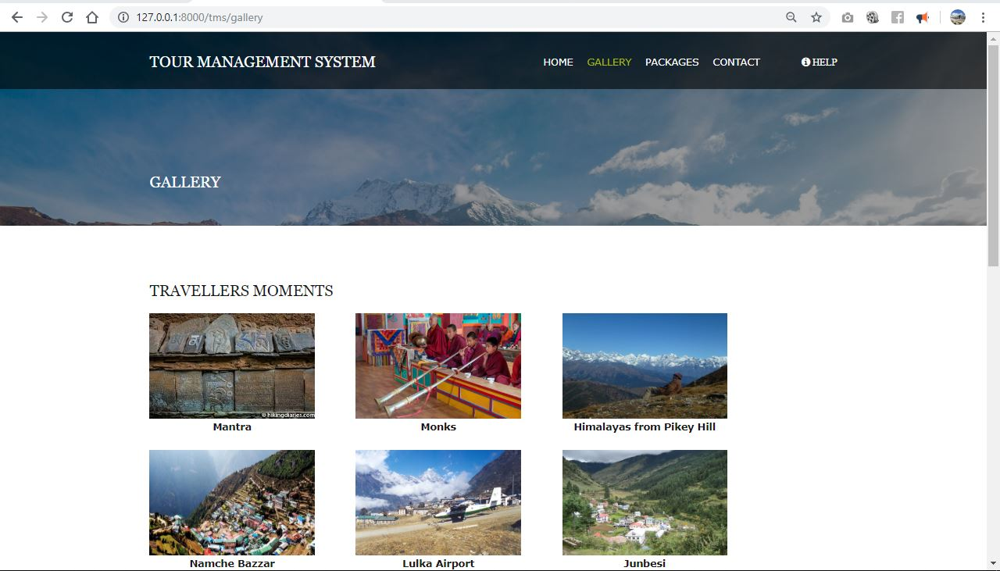 127.0.0.1:8000/tms/gallery
TOUR MANAGEMENT SYSTEM
HOME GALLERY PACKAGES CONTACT HELP
GALLERY
TRAVELLERS MOMENTS
© hikingdiaries.com
Mantra Monks Himalayas from Pikey Hill
Namche Bazzar Lulka Airport Junbesi